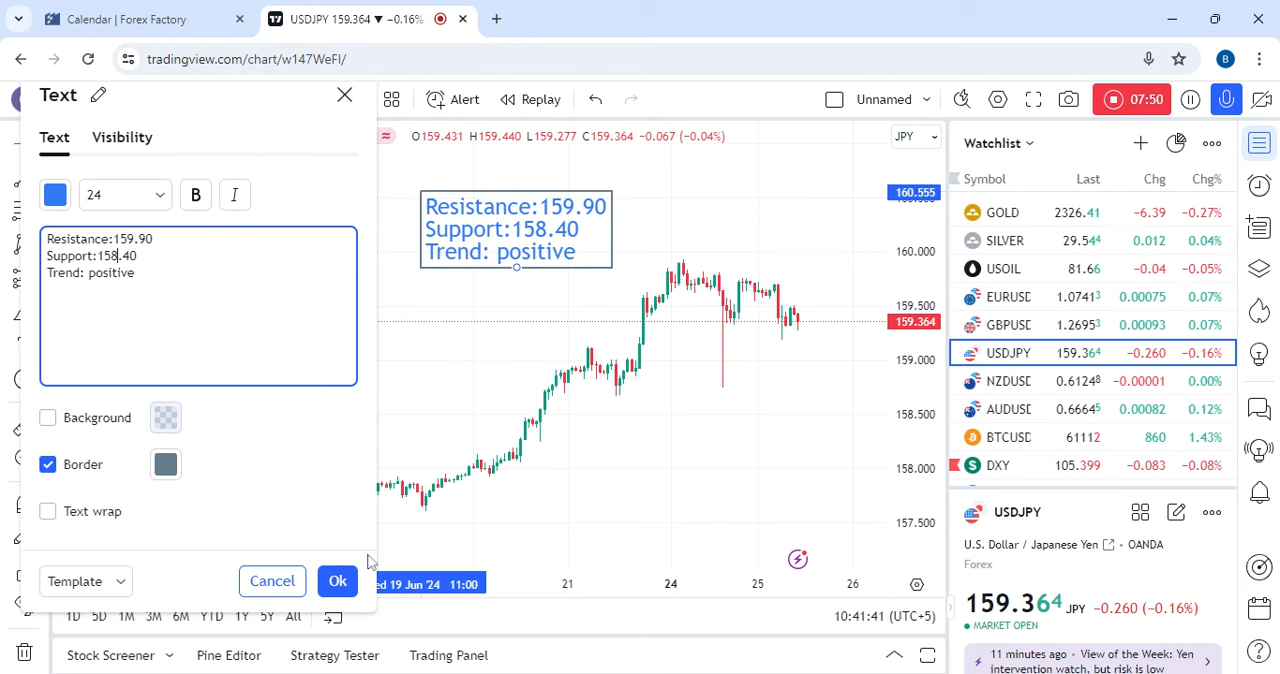 Calendar | Forex Factory
USDJPY 159.364 ▼ −0.16%
tradingview.com/chart/w147WeFI/
B
Text
Alert
Replay
Unnamed
07:50
Text
Visibility
24
B
I
Resistance:159.90
Support:158.40
Trend: positive
Background
Border
Text wrap
Template
Cancel
Ok
O159.431 H159.440 L159.277 C159.364 −0.067 (−0.04%)
JPY
Resistance:159.90
Support:158.40
Trend: positive
160.555
160.000
159.500
159.364
159.000
158.500
158.000
157.500
ed 19 Jun '24 11:00
21
24
25
26
1D 5D 1M 3M 6M YTD 1Y 5Y All
10:41:41 (UTC+5)
Stock Screener
Pine Editor
Strategy Tester
Trading Panel
Watchlist
Symbol Last Chg Chg%
GOLD 2326.41 −6.39 −0.27%
SILVER 29.544 0.012 0.04%
USOIL 81.66 −0.04 −0.05%
EURUSD 1.07413 0.00075 0.07%
GBPUSD 1.26953 0.00093 0.07%
USDJPY 159.364 −0.260 −0.16%
NZDUSD 0.61248 −0.00001 0.00%
AUDUSD 0.66645 0.00082 0.12%
BTCUSD 61112 860 1.43%
DXY 105.399 −0.083 −0.08%
USDJPY
U.S. Dollar / Japanese Yen • OANDA
Forex
159.364 JPY −0.260 (−0.16%)
MARKET OPEN
11 minutes ago • View of the Week: Yen
intervention watch, but risk is low